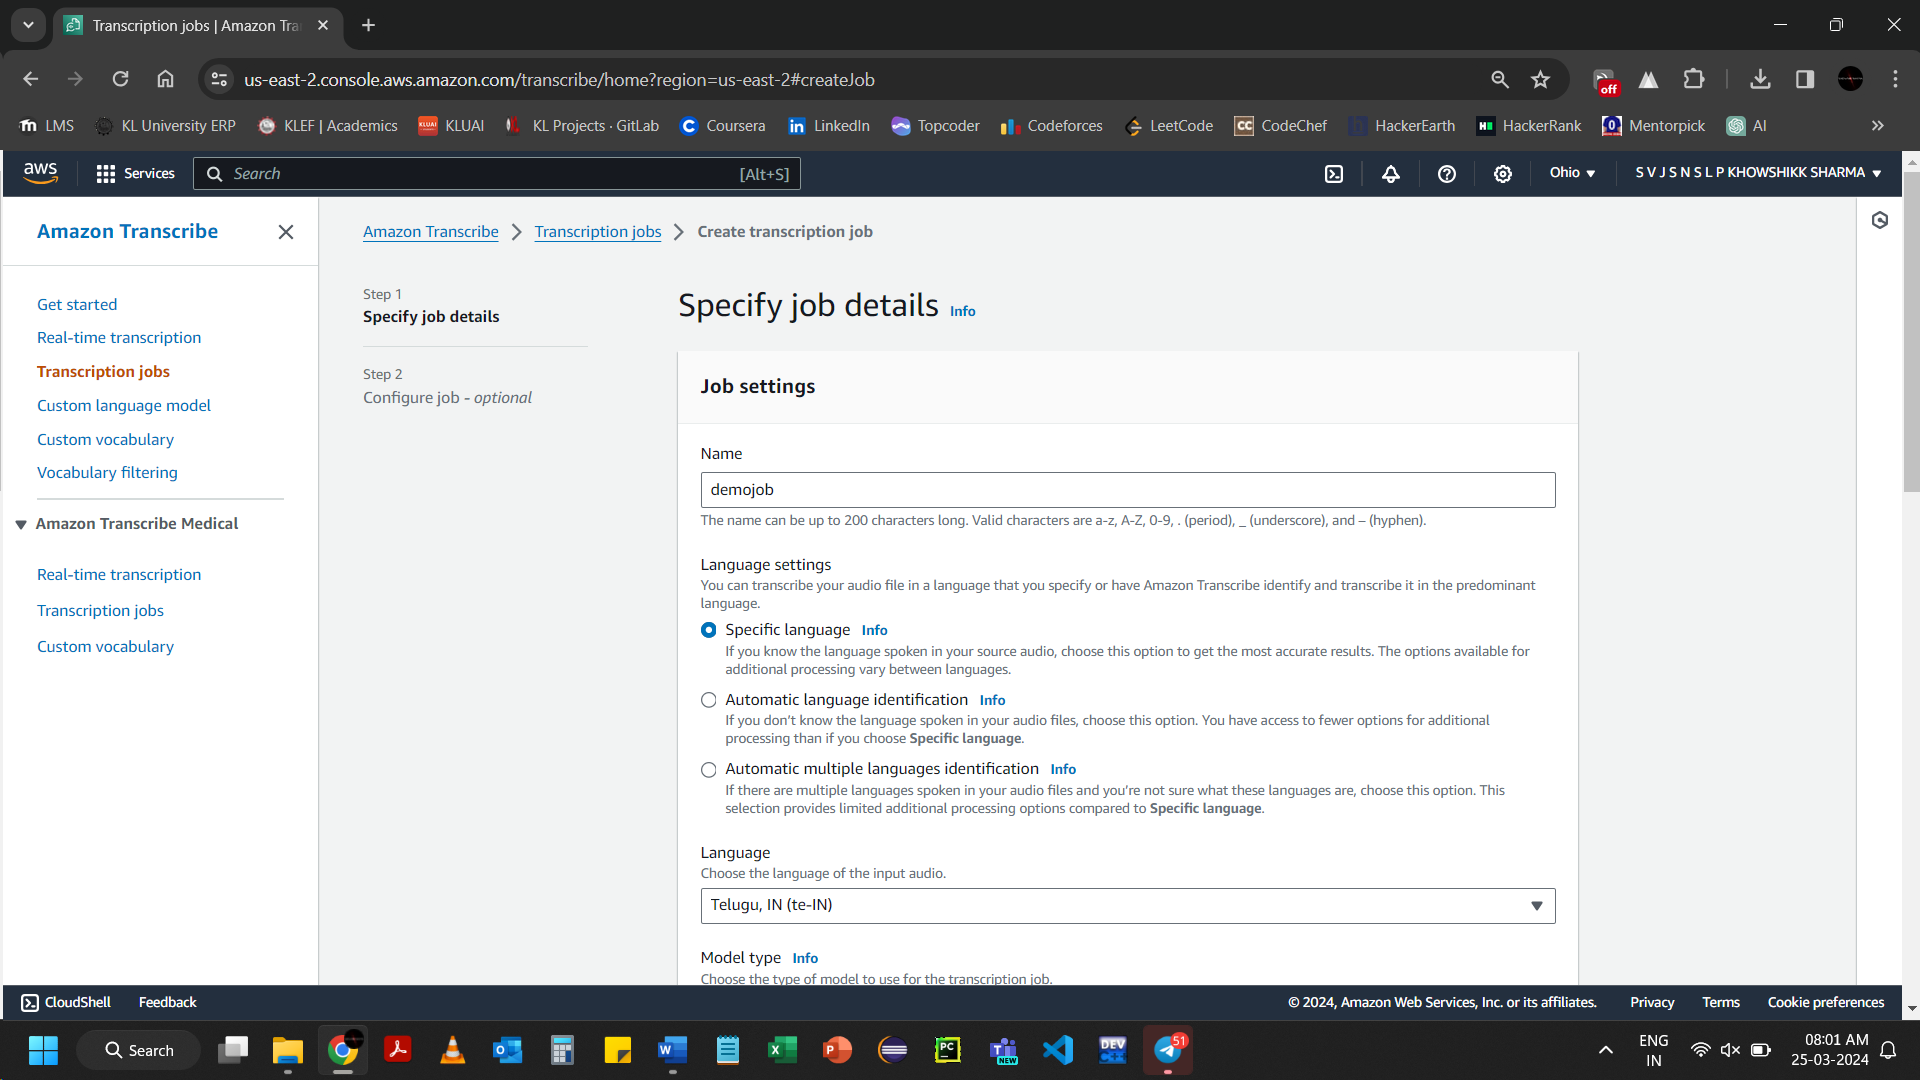 Transcription jobs | Amazon Tra
us-east-2.console.aws.amazon.com/transcribe/home?region=us-east-2#createJob
off
LMS
KL University ERP
KLEF | Academics
KLUAI
KLUAI
KL Projects · GitLab
Coursera
LinkedIn
Topcoder
Codeforces
LeetCode
CodeChef
HackerEarth
HackerRank
Mentorpick
AI
aws
Services
Search
[Alt+S]
Ohio
S V J S N S L P KHOWSHIKK SHARMA
Amazon Transcribe
Get started
Real-time transcription
Transcription jobs
Custom language model
Custom vocabulary
Vocabulary filtering
Amazon Transcribe Medical
Real-time transcription
Transcription jobs
Custom vocabulary
Amazon Transcribe
Transcription jobs
Create transcription job
Step 1
Specify job details
Step 2
Configure job - optional
Specify job details Info
Job settings
Name
demojob
The name can be up to 200 characters long. Valid characters are a-z, A-Z, 0-9, . (period), _ (underscore), and – (hyphen).
Language settings
You can transcribe your audio file in a language that you specify or have Amazon Transcribe identify and transcribe it in the predominant
language.
Specific language Info
If you know the language spoken in your source audio, choose this option to get the most accurate results. The options available for
additional processing vary between languages.
Automatic language identification Info
If you don’t know the language spoken in your audio files, choose this option. You have access to fewer options for additional
processing than if you choose Specific language.
Automatic multiple languages identification Info
If there are multiple languages spoken in your audio files and you’re not sure what these languages are, choose this option. This
selection provides limited additional processing options compared to Specific language.
Language
Choose the language of the input audio.
Telugu, IN (te-IN)
Model type Info
Choose the type of model to use for the transcription job.
CloudShell
Feedback
© 2024, Amazon Web Services, Inc. or its affiliates.
Privacy
Terms
Cookie preferences
Search
PC
NEW
DEV
51
ENG
IN
08:01 AM
25-03-2024